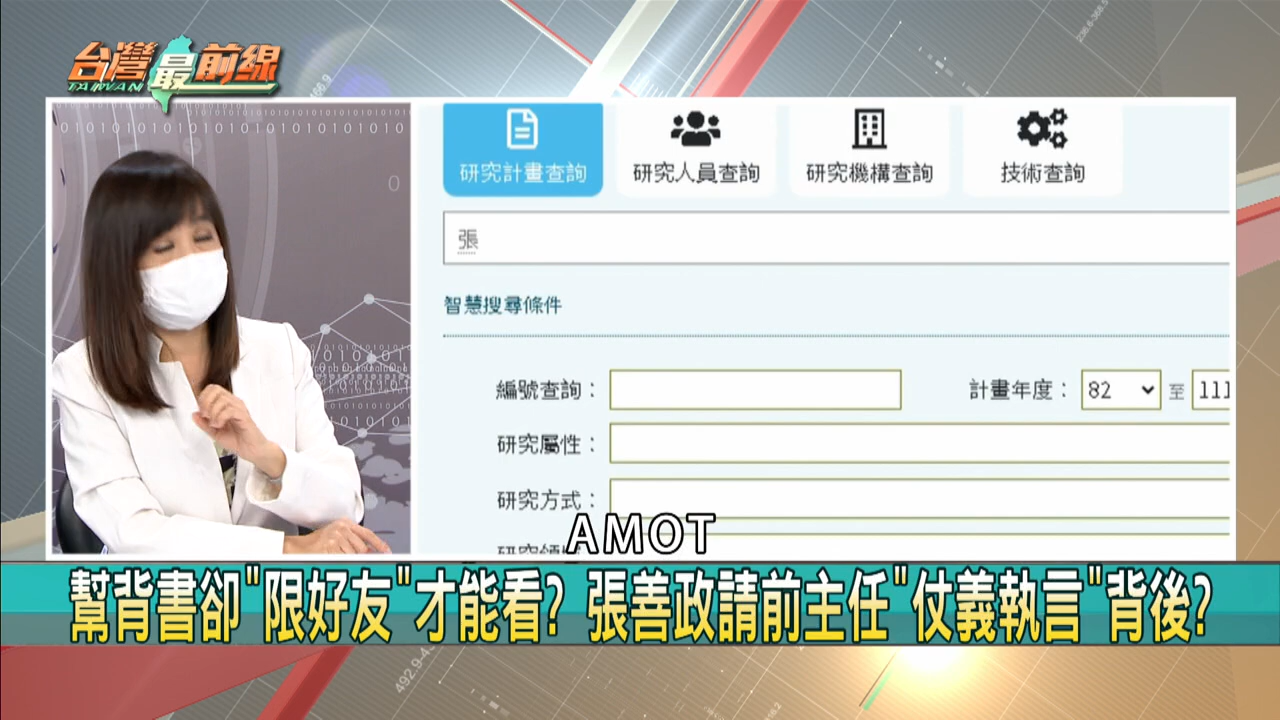 台灣最前線
TAIWAN
研究計畫查詢
研究人員查詢
研究機構查詢
技術查詢
張
智慧搜尋條件
編號查詢：
計畫年度： 82 至 111
研究屬性：
研究方式：
AMOT
幫背書卻"限好友"才能看? 張善政請前主任"仗義執言"背後?